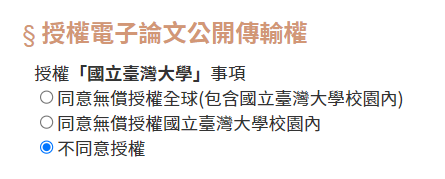 § 授權電子論文公開傳輸權
授權「國立臺灣大學」事項
同意無償授權全球(包含國立臺灣大學校園內)
同意無償授權國立臺灣大學校園內
不同意授權